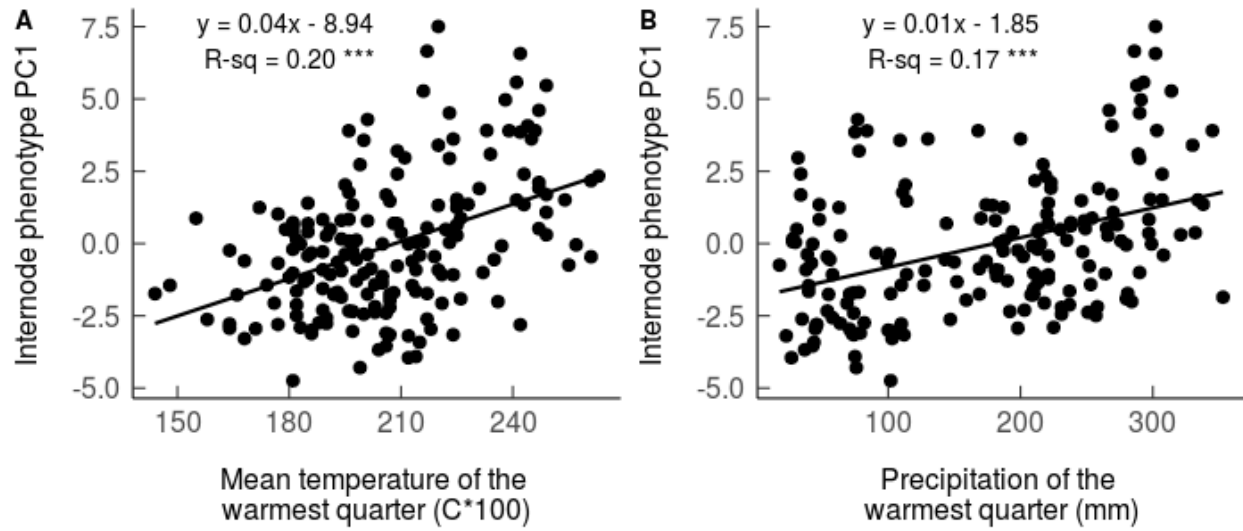 A
y = 0.04x - 8.94
R-sq = 0.20 ***
Internode phenotype PC1
7.5
5.0
2.5
0.0
-2.5
-5.0
150 180 210 240
Mean temperature of the
warmest quarter (C*100)
B
y = 0.01x - 1.85
R-sq = 0.17 ***
Internode phenotype PC1
7.5
5.0
2.5
0.0
-2.5
-5.0
100 200 300
Precipitation of the
warmest quarter (mm)